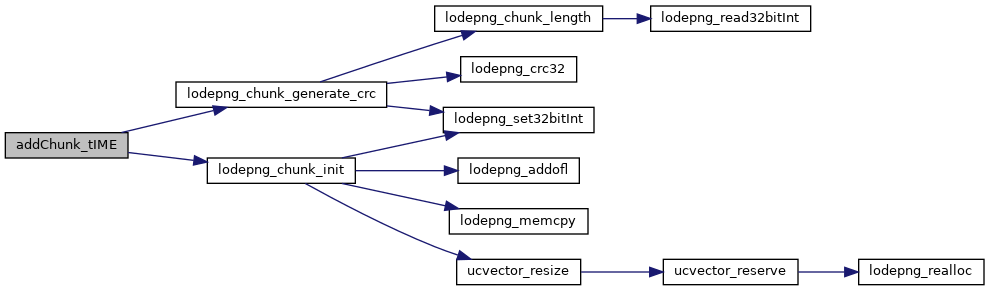 addChunk_tIME
lodepng_chunk_generate_crc
lodepng_chunk_length
lodepng_read32bitInt
lodepng_crc32
lodepng_set32bitInt
lodepng_chunk_init
lodepng_addofl
lodepng_memcpy
ucvector_resize
ucvector_reserve
lodepng_realloc